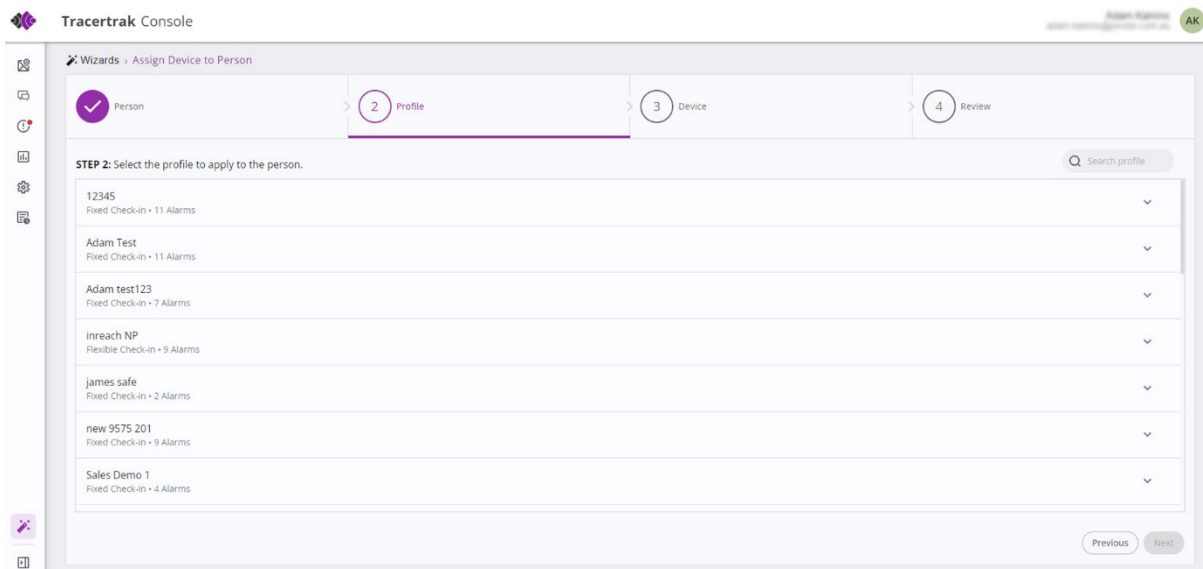 Tracertrak Console
AK
Wizards › Assign Device to Person
Person
2 Profile
3 Device
4 Review
STEP 2: Select the profile to apply to the person.
Search profile
12345
Fixed Check-in • 11 Alarms
Adam Test
Fixed Check-in • 11 Alarms
Adam test123
Fixed Check-in • 7 Alarms
inreach NP
Flexible Check-in • 9 Alarms
james safe
Fixed Check-in • 2 Alarms
new 9575 201
Fixed Check-in • 9 Alarms
Sales Demo 1
Fixed Check-in • 4 Alarms
Previous
Next